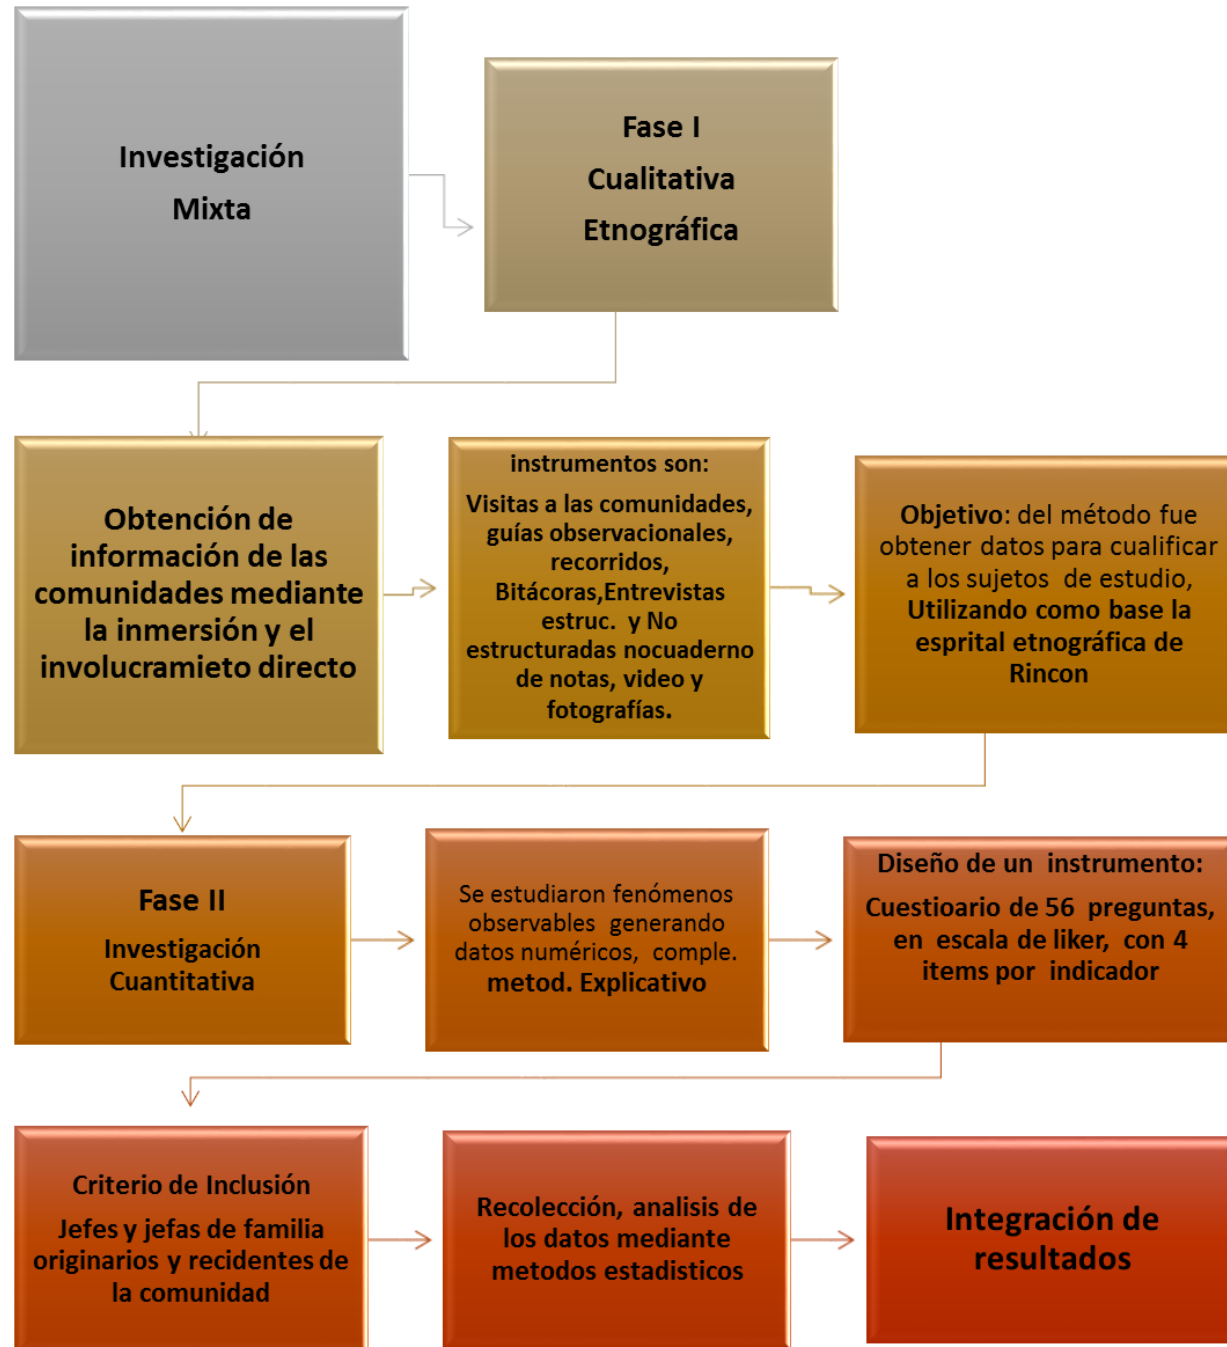 Investigación
Mixta
Fase I
Cualitativa
Etnográfica
Obtención de
información de las
comunidades mediante
la inmersión y el
involucramieto directo
instrumentos son:
Visitas a las comunidades,
guías observacionales,
recorridos,
Bitácoras,Entrevistas
estruc. y No
estructuradas nocuaderno
de notas, video y
fotografías.
Objetivo: del método fue
obtener datos para cualificar
a los sujetos de estudio,
Utilizando como base la
esprital etnográfica de
Rincon
Fase II
Investigación
Cuantitativa
Se estudiaron fenómenos
observables generando
datos numéricos, comple.
metod. Explicativo
Diseño de un instrumento:
Cuestioario de 56 preguntas,
en escala de liker, con 4
items por indicador
Criterio de Inclusión
Jefes y jefas de familia
originarios y recidentes de
la comunidad
Recolección, analisis de
los datos mediante
metodos estadisticos
Integración de
resultados